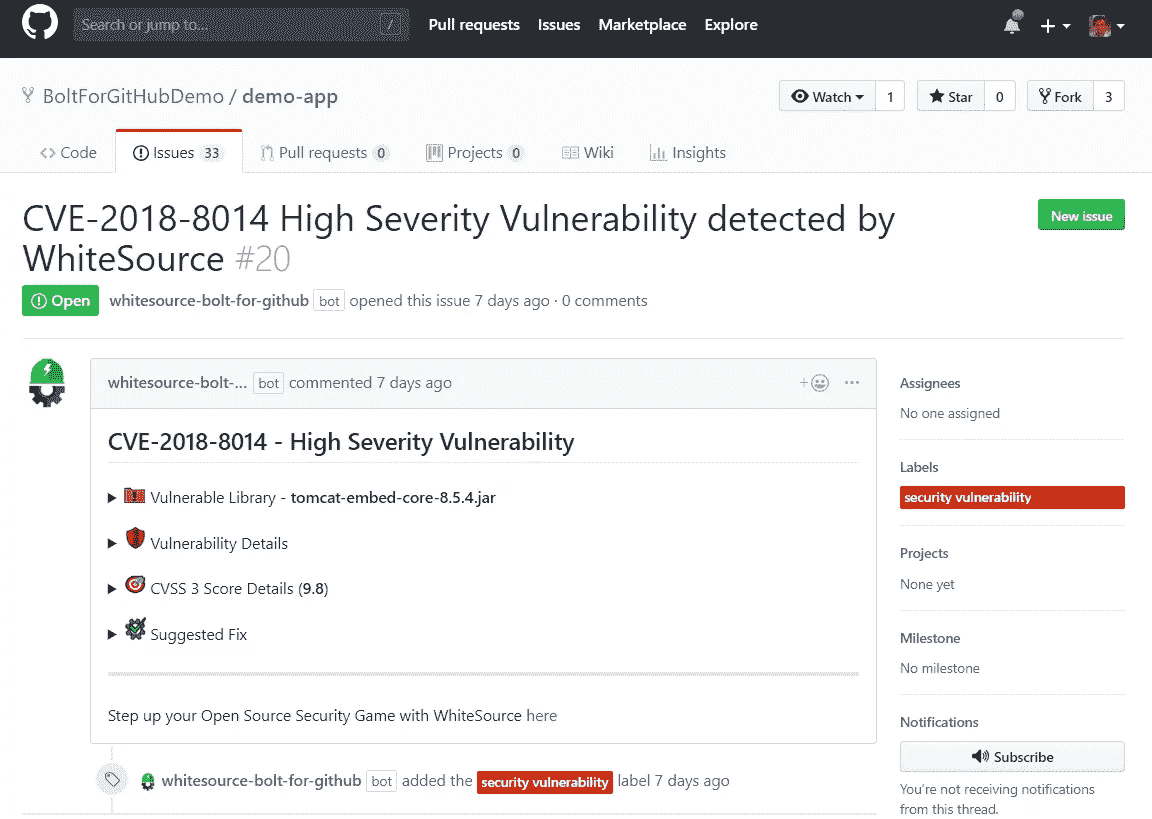 Search or jump to... /
Pull requests Issues Marketplace Explore
BoltForGitHubDemo / demo-app
Watch 1 Star 0 Fork 3
Code Issues 33 Pull requests 0 Projects 0 Wiki Insights
CVE-2018-8014 High Severity Vulnerability detected by
WhiteSource #20
New issue
Open whitesource-bolt-for-github bot opened this issue 7 days ago · 0 comments
whitesource-bolt-... bot commented 7 days ago
CVE-2018-8014 - High Severity Vulnerability
Vulnerable Library - tomcat-embed-core-8.5.4.jar
Vulnerability Details
CVSS 3 Score Details (9.8)
Suggested Fix
Step up your Open Source Security Game with WhiteSource here
whitesource-bolt-for-github bot added the security vulnerability label 7 days ago
Assignees
No one assigned
Labels
security vulnerability
Projects
None yet
Milestone
No milestone
Notifications
Subscribe
You're not receiving notifications
from this thread.